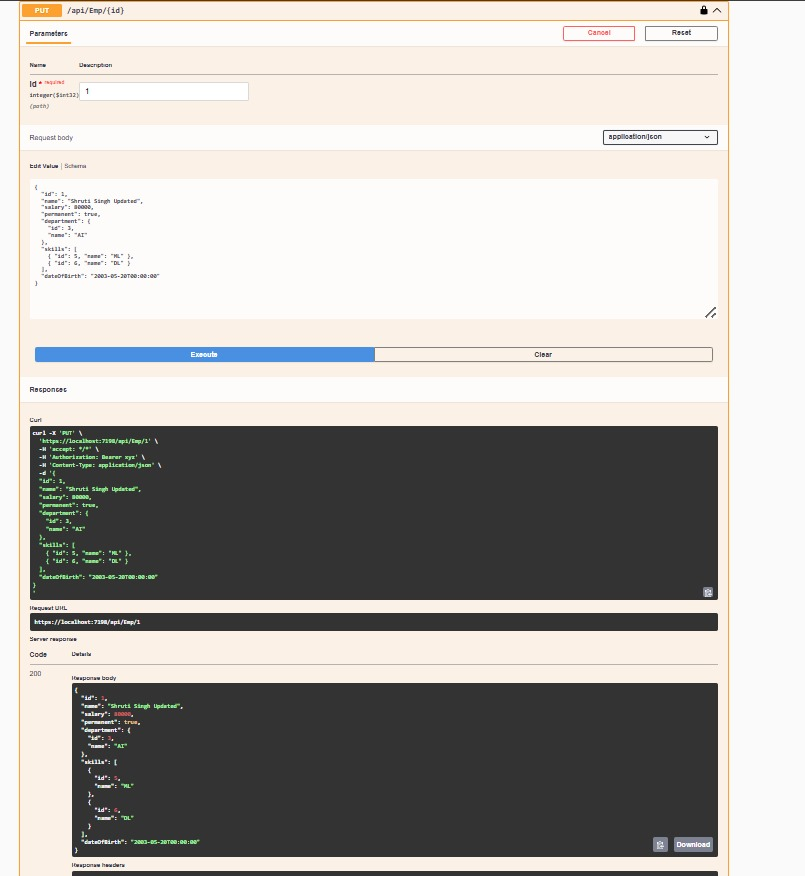 PUT /api/Emp/{id}
Parameters Cancel Reset
Name Description
id * required
integer($int32) 1
(path)
Request body application/json
Edit Value | Schema
{
"id": 1,
"name": "Shruti Singh Updated",
"salary": 80000,
"permanent": true,
"department": {
"id": 3,
"name": "AI"
},
"skills": [
{ "id": 5, "name": "ML" },
{ "id": 6, "name": "DL" }
],
"dateOfBirth": "2003-05-20T00:00:00"
}
Execute Clear
Responses
Curl
curl -X 'PUT' \
'https://localhost:7198/api/Emp/1' \
-H 'accept: */*' \
-H 'Authorization: Bearer xyz' \
-H 'Content-Type: application/json' \
-d '{
"id": 1,
"name": "Shruti Singh Updated",
"salary": 80000,
"permanent": true,
"department": {
"id": 3,
"name": "AI"
},
"skills": [
{ "id": 5, "name": "ML" },
{ "id": 6, "name": "DL" }
],
"dateOfBirth": "2003-05-20T00:00:00"
}
'
Request URL
https://localhost:7198/api/Emp/1
Server response
Code Details
200
Response body
{
"id": 1,
"name": "Shruti Singh Updated",
"salary": 80000,
"permanent": true,
"department": {
"id": 3,
"name": "AI"
},
"skills": [
{
"id": 5,
"name": "ML"
},
{
"id": 6,
"name": "DL"
}
],
"dateOfBirth": "2003-05-20T00:00:00"
}
Download
Response headers